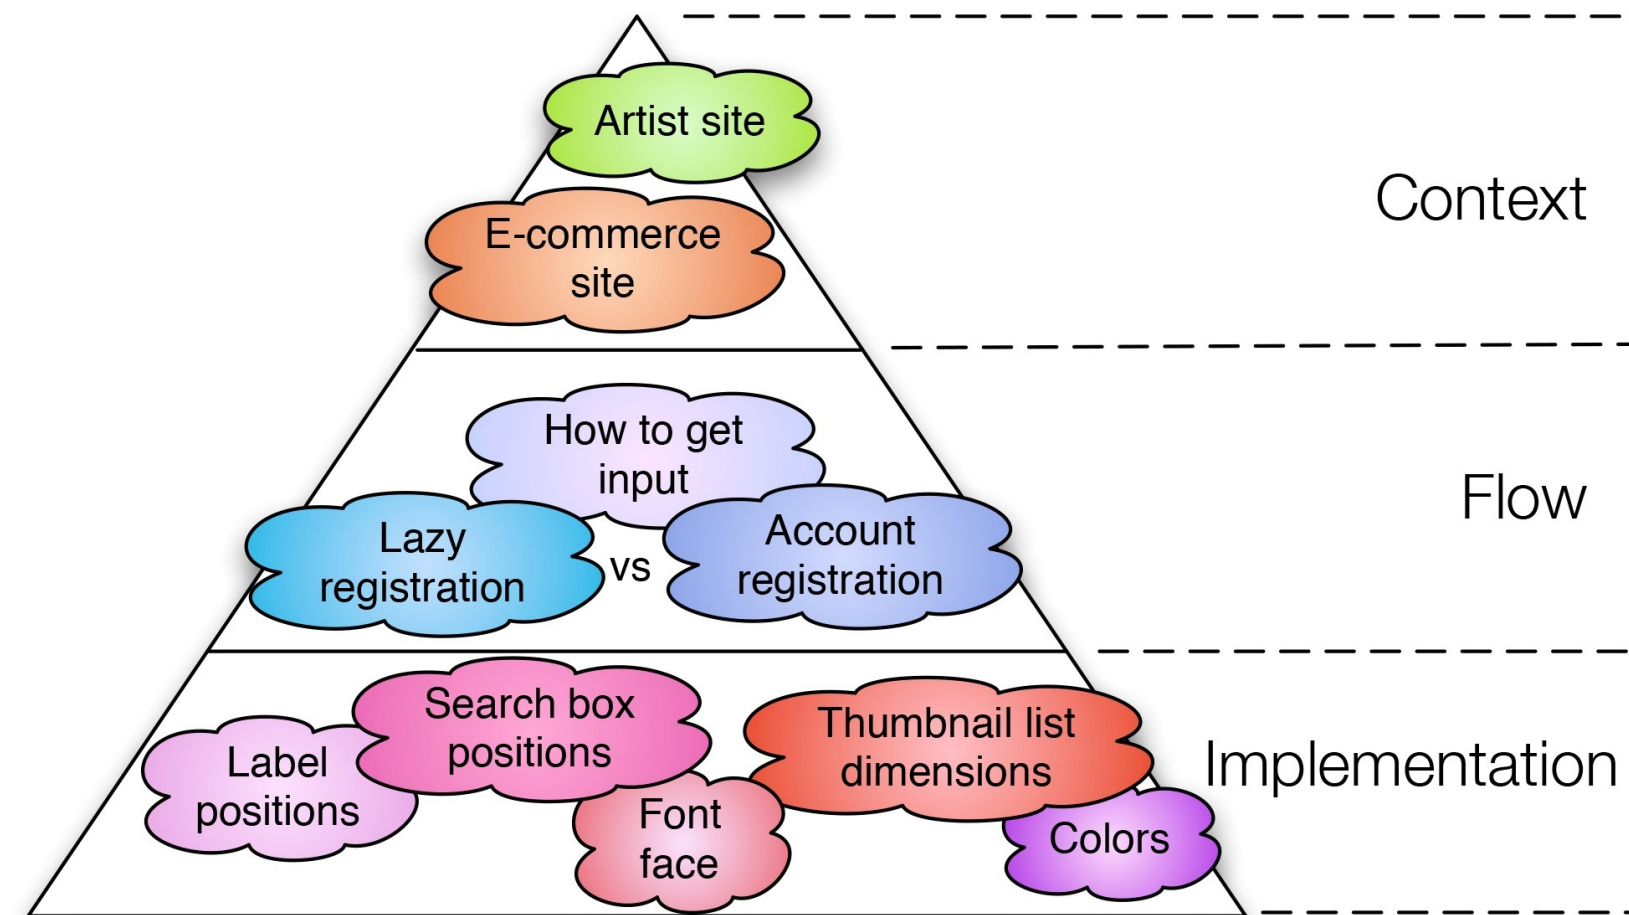 Artist site
Context
E-commerce
site
How to get
input
Flow
Lazy
registration
vs
Account
registration
Search box
positions
Thumbnail list
dimensions
Implementation
Label
positions
Font
face
Colors